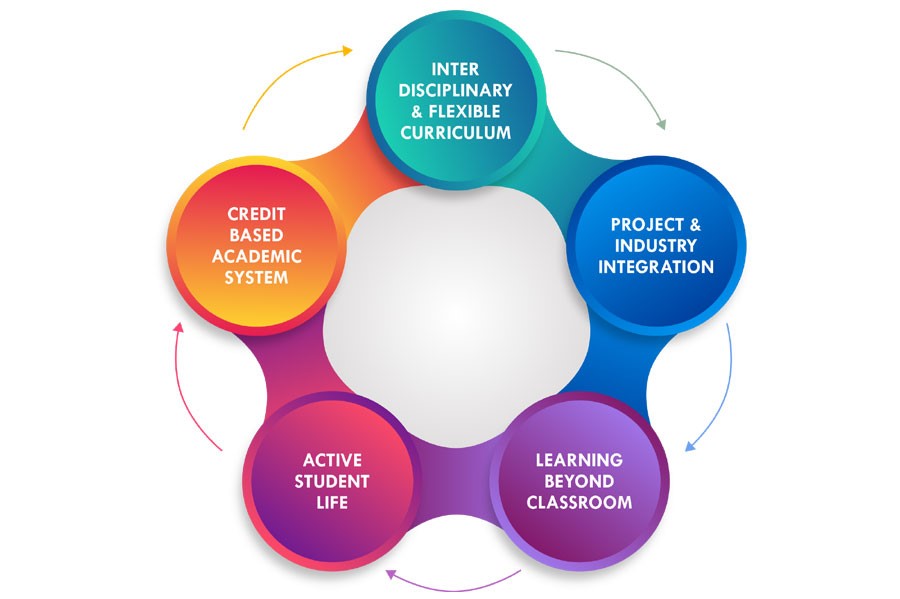 INTER
DISCIPLINARY
& FLEXIBLE
CURRICULUM
PROJECT &
INDUSTRY
INTEGRATION
LEARNING
BEYOND
CLASSROOM
ACTIVE
STUDENT
LIFE
CREDIT
BASED
ACADEMIC
SYSTEM